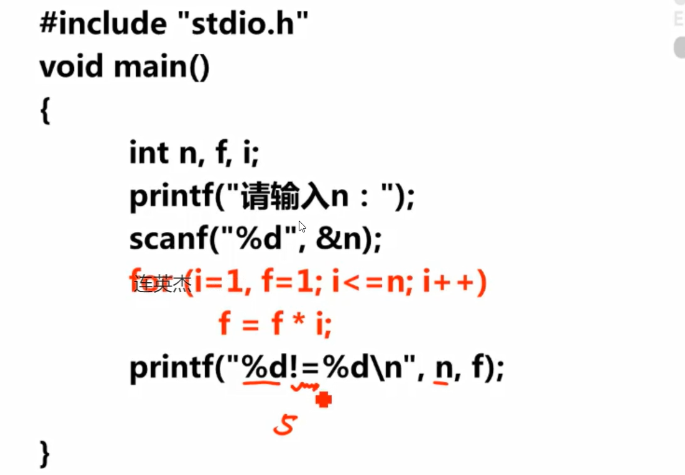 #include "stdio.h"
void main()
{
int n, f, i;
printf("请输入n：");
scanf("%d", &n);
for (i=1, f=1; i<=n; i++)
连英杰
f = f * i;
printf("%d!=%d\n", n, f);
5
}